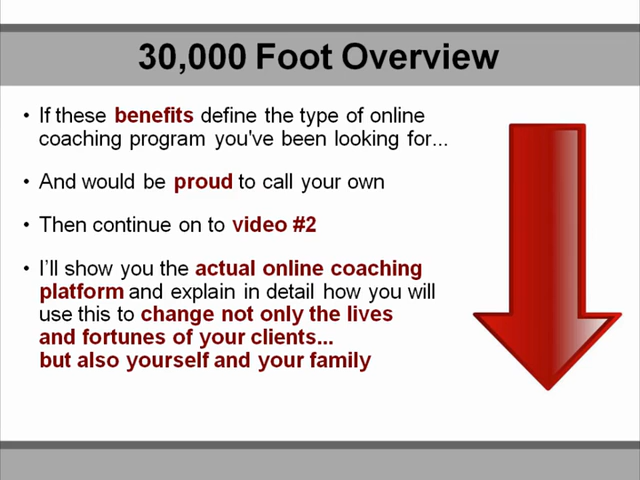 30,000 Foot Overview
• If these benefits define the type of online
coaching program you've been looking for...
• And would be proud to call your own
• Then continue on to video #2
• I’ll show you the actual online coaching
platform and explain in detail how you will
use this to change not only the lives
and fortunes of your clients...
but also yourself and your family